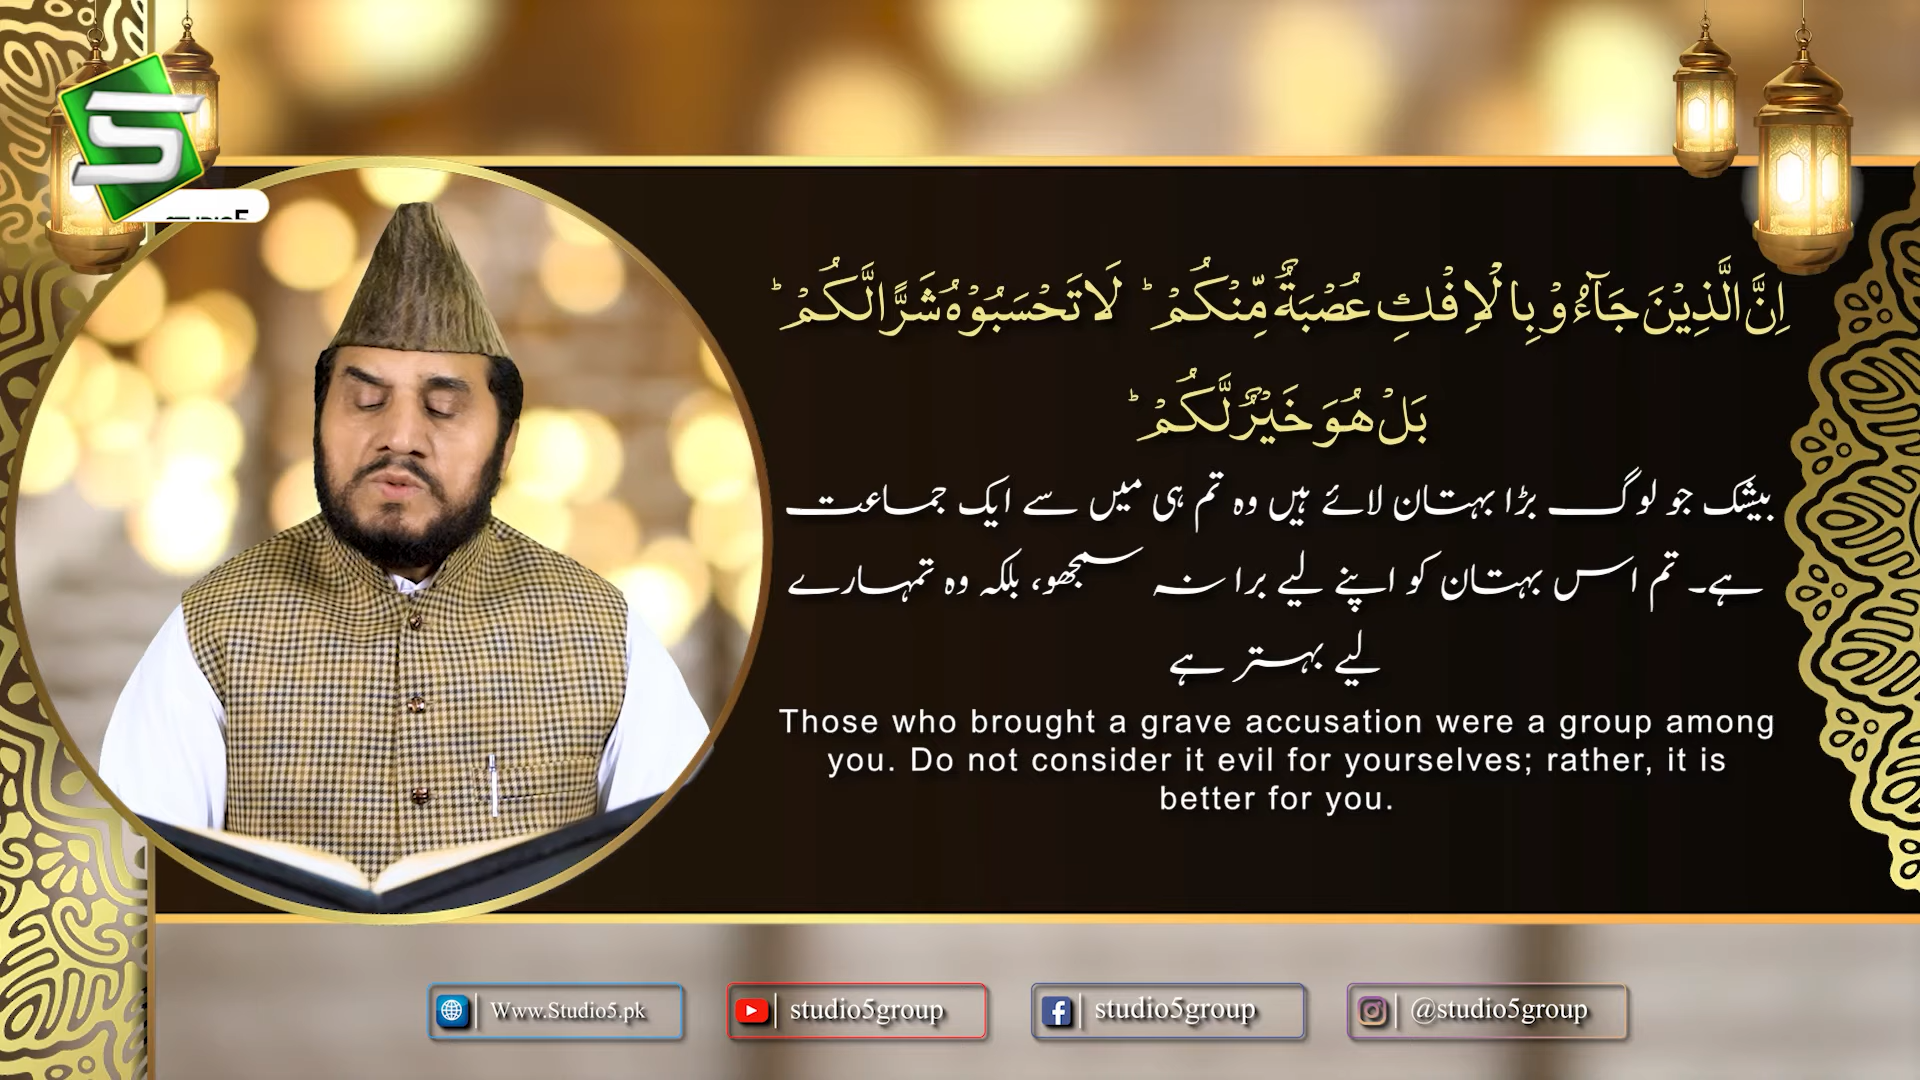 اِنَّ الَّذِيْنَ جَآءُوْ بِالْاِفْكِ عُصْبَةٌ مِّنْكُمْ ؕ لَا تَحْسَبُوْهُ شَرًّا لَّكُمْ ؕ
بَلْ هُوَ خَيْرٌ لَّكُمْ ؕ
بیشک جو لوگ بڑا بہتان لائے ہیں وہ تم ہی میں سے ایک جماعت
ہے۔ تم اس بہتان کو اپنے لیے برا نہ سمجھو، بلکہ وہ تمہارے
لیے بہتر ہے
Those who brought a grave accusation were a group among
you. Do not consider it evil for yourselves; rather, it is
better for you.
Www.Studio5.pk
studio5group
studio5group
@studio5group